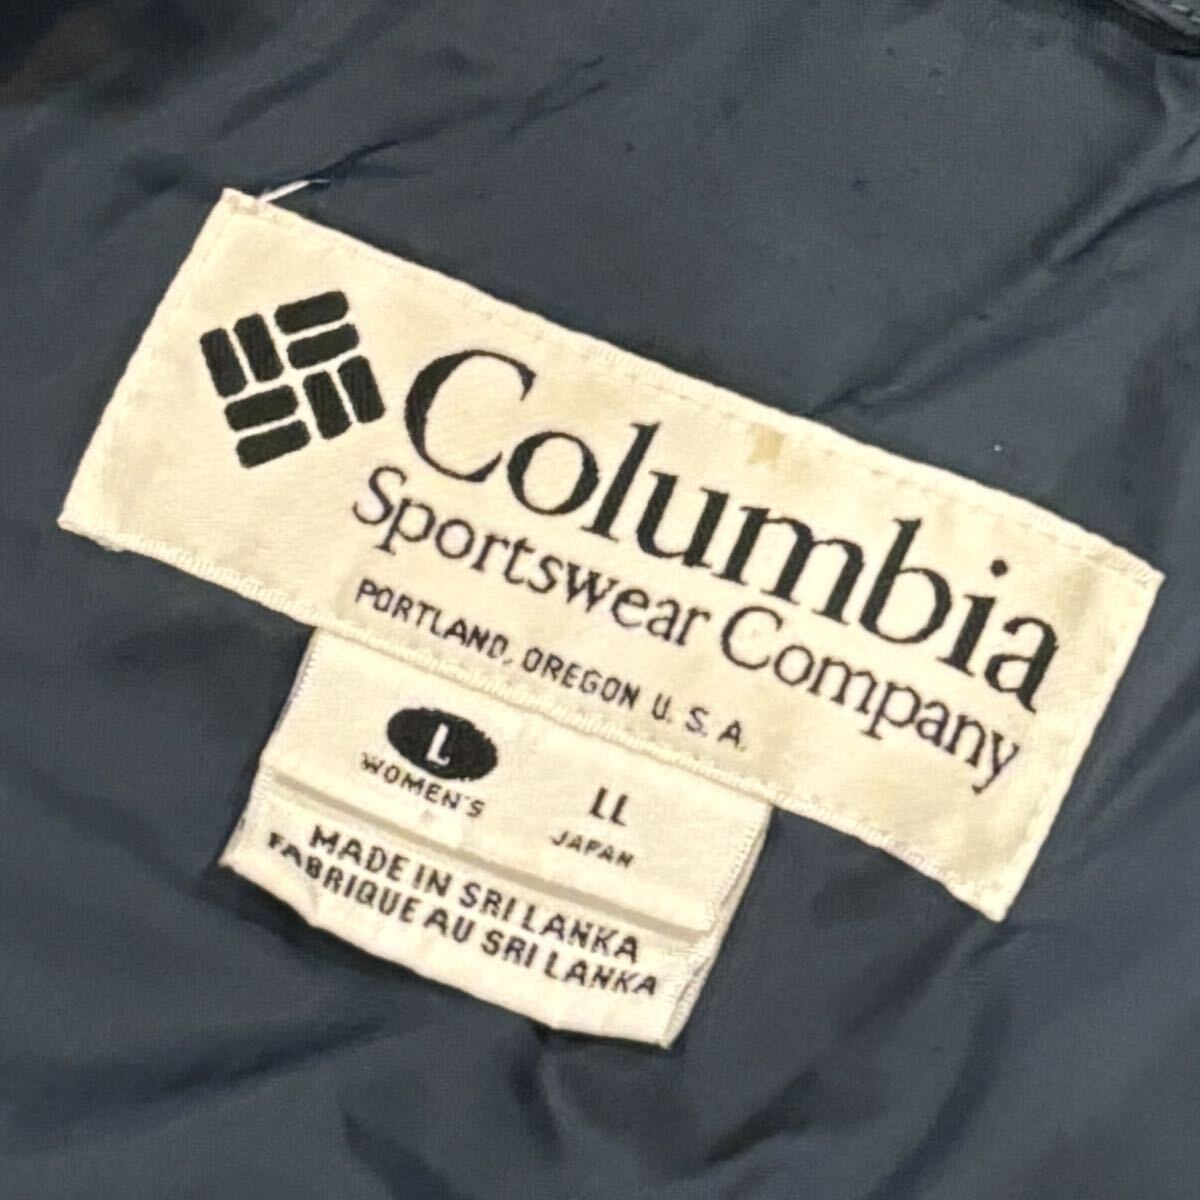 Columbia
Sportswear Company
PORTLAND, OREGON U.S.A.
L LL
WOMEN'S JAPAN
MADE IN SRI LANKA
FABRIQUE AU SRI LANKA